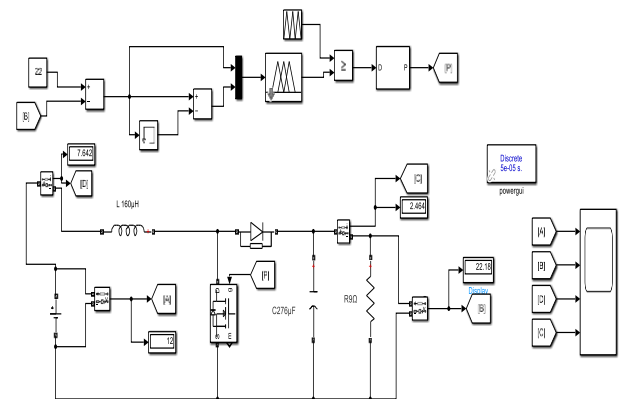 22
+
−
[B]
+
−
≥
D
P
[P]
7.642
[D]
L 160µH
[C]
2.464
Discrete
5e-05 s.
powergui
[A]
[B]
[D]
[C]
[P]
[A]
12
C276µF
R9Ω
22.18
Display
[B]